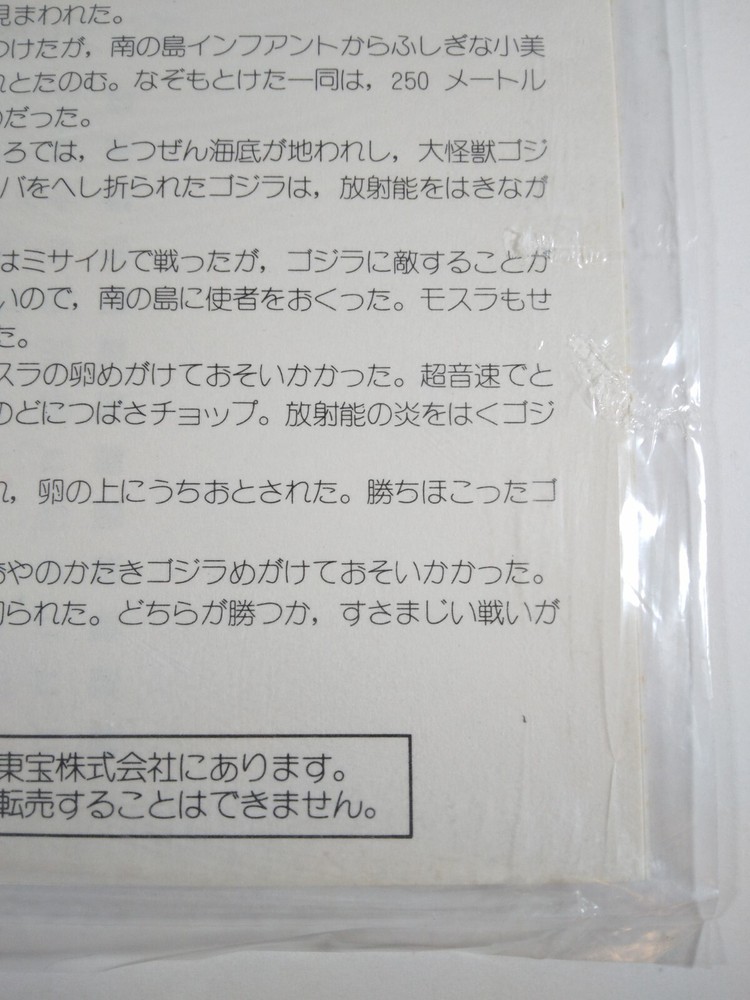 見まわれた。
つけたが，南の島インファントからふしぎな小美
れとたのむ。なぞもとけた一同は，250 メートル
のだった。
ろでは，とつぜん海底が地われし，大怪獣ゴジ
バをへし折られたゴジラは，放射能をはきなが
はミサイルで戦ったが，ゴジラに敵することが
いので，南の島に使者をおくった。モスラもせ
た。
スラの卵めがけておそいかかった。超音速でと
のどにつばさチョップ。放射能の炎をはくゴジ
れ，卵の上にうちおとされた。勝ちほこったゴ
おやのかたきゴジラめがけておそいかかった。
切られた。どちらが勝つか，すさまじい戦いが
東宝株式会社にあります。
転売することはできません。